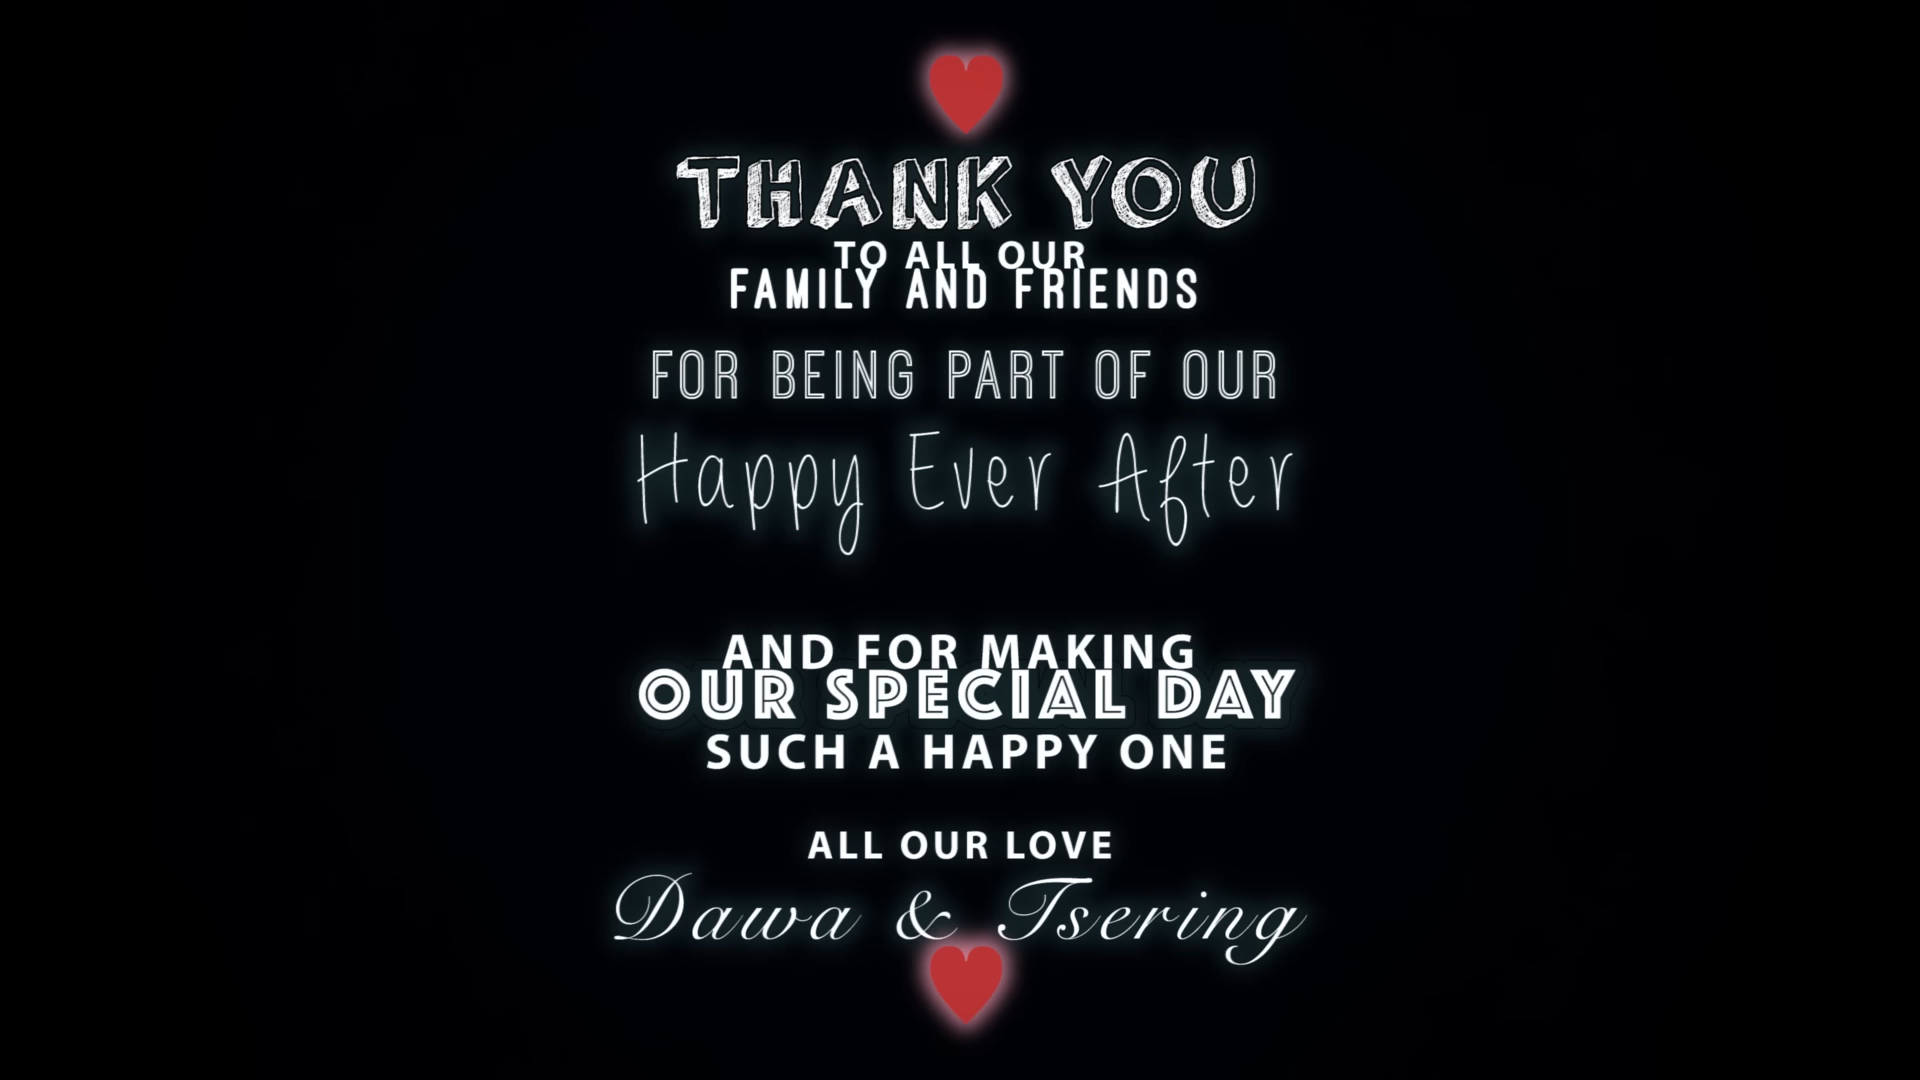 THANK YOU
TO ALL OUR
FAMILY AND FRIENDS
FOR BEING PART OF OUR
Happy Ever After
AND FOR MAKING
OUR SPECIAL DAY
SUCH A HAPPY ONE
ALL OUR LOVE
Dawa & Tsering